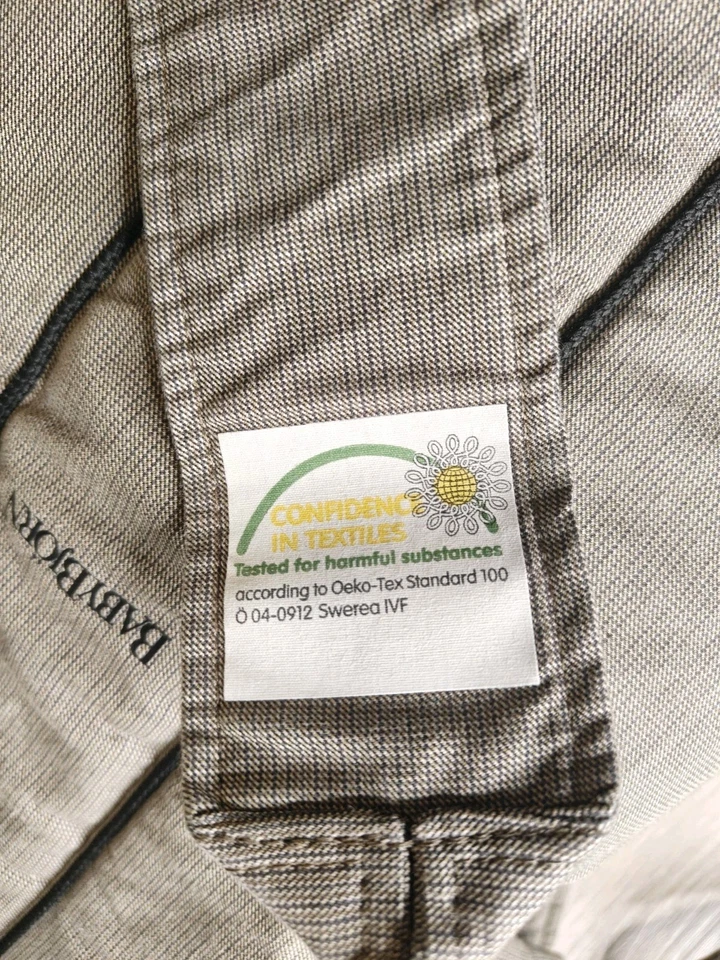 BABYBJÖRN
CONFIDENCE
IN TEXTILES
Tested for harmful substances
according to Oeko-Tex Standard 100
Ö 04-0912 Swerea IVF